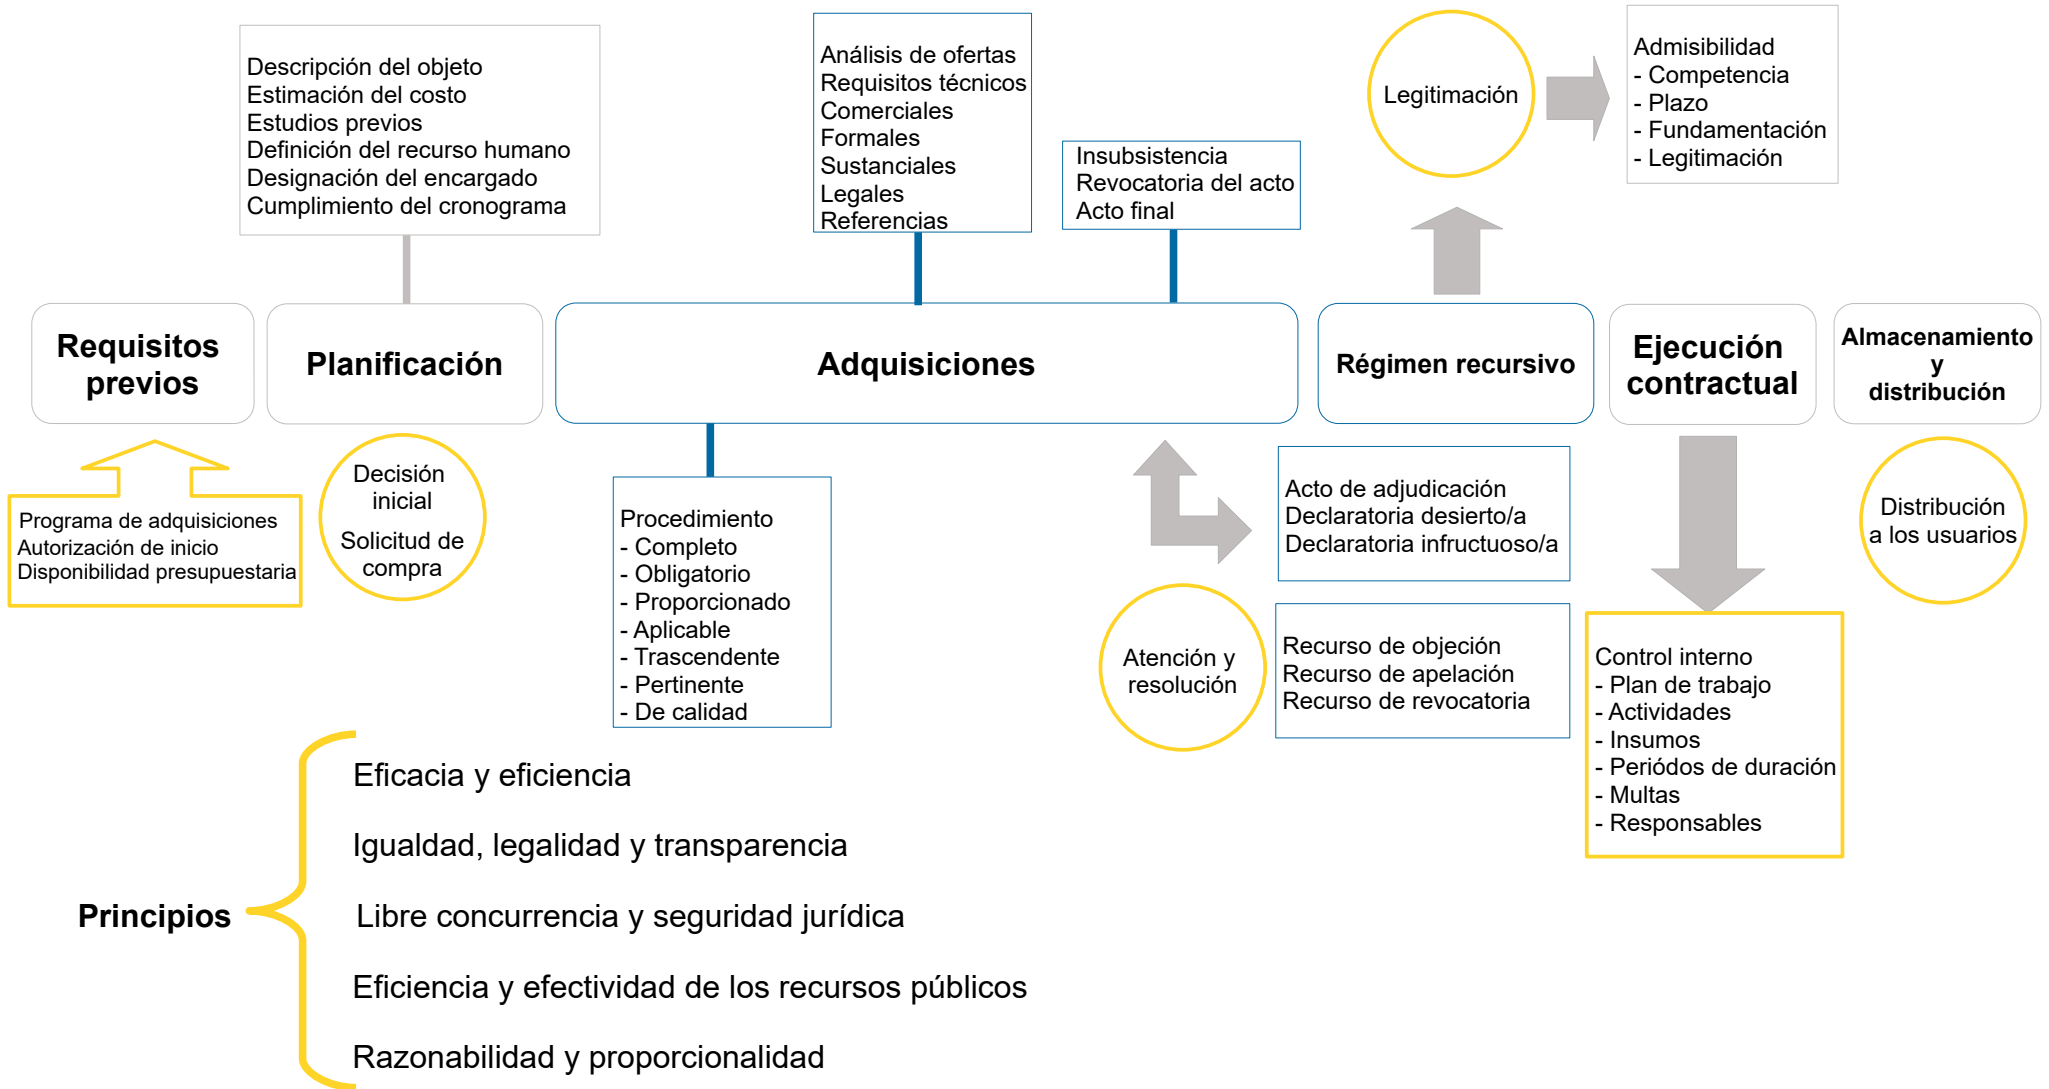 Descripción del objeto
Estimación del costo
Estudios previos
Definición del recurso humano
Designación del encargado
Cumplimiento del cronograma
Análisis de ofertas
Requisitos técnicos
Comerciales
Formales
Sustanciales
Legales
Referencias
Insubsistencia
Revocatoria del acto
Acto final
Legitimación
Admisibilidad
- Competencia
- Plazo
- Fundamentación
- Legitimación
Requisitos
previos
Planificación
Adquisiciones
Régimen recursivo
Ejecución
contractual
Almacenamiento
y
distribución
Programa de adquisiciones
Autorización de inicio
Disponibilidad presupuestaria
Decisión
inicial
Solicitud de
compra
Procedimiento
- Completo
- Obligatorio
- Proporcionado
- Aplicable
- Trascendente
- Pertinente
- De calidad
Acto de adjudicación
Declaratoria desierto/a
Declaratoria infructuoso/a
Atención y
resolución
Recurso de objeción
Recurso de apelación
Recurso de revocatoria
Control interno
- Plan de trabajo
- Actividades
- Insumos
- Periódos de duración
- Multas
- Responsables
Distribución
a los usuarios
Principios
Eficacia y eficiencia
Igualdad, legalidad y transparencia
Libre concurrencia y seguridad jurídica
Eficiencia y efectividad de los recursos públicos
Razonabilidad y proporcionalidad